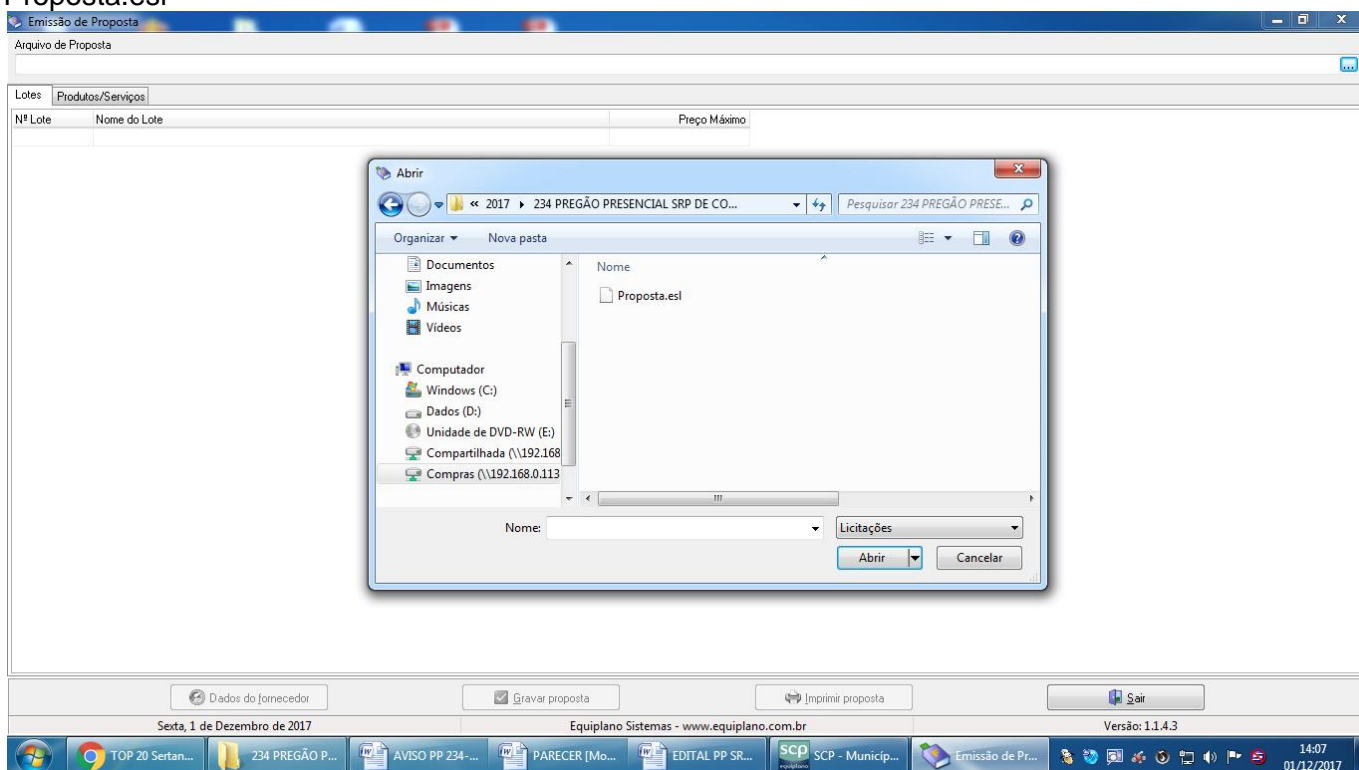 Proposta.esl
Emissão de Proposta
Arquivo de Proposta
Lotes Produtos/Serviços
Nº Lote Nome do Lote Preço Máximo
Abrir
« 2017 234 PREGÃO PRESENCIAL SRP DE CO... Pesquisar 234 PREGÃO PRESE...
Organizar Nova pasta
Documentos
Imagens
Músicas
Vídeos
Computador
Windows (C:)
Dados (D:)
Unidade de DVD-RW (E:)
Compartilhada (\\192.168
Compras (\\192.168.0.113
Nome
Proposta.esl
Nome: Licitações
Abrir Cancelar
Dados do fornecedor Gravar proposta Imprimir proposta Sair
Sexta, 1 de Dezembro de 2017 Equiplano Sistemas - www.equiplano.com.br Versão: 1.1.4.3
TOP 20 Sertan... 234 PREGÃO P... AVISO PP 234-... PARECER [Mo... EDITAL PP SR... scp equiplano SCP - Municíp... Emissão de Pr... 14:07
01/12/2017